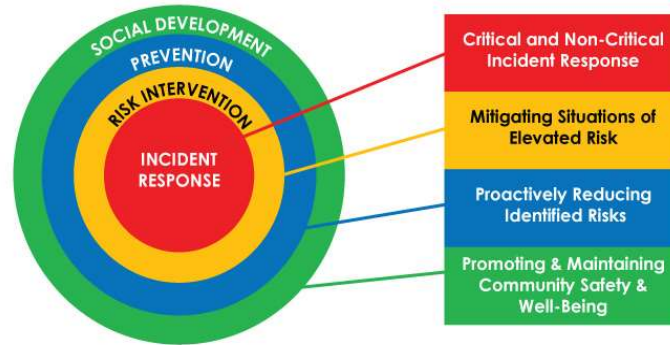 SOCIAL DEVELOPMENT
PREVENTION
RISK INTERVENTION
INCIDENT
RESPONSE
Critical and Non-Critical
Incident Response
Mitigating Situations of
Elevated Risk
Proactively Reducing
Identified Risks
Promoting & Maintaining
Community Safety &
Well-Being